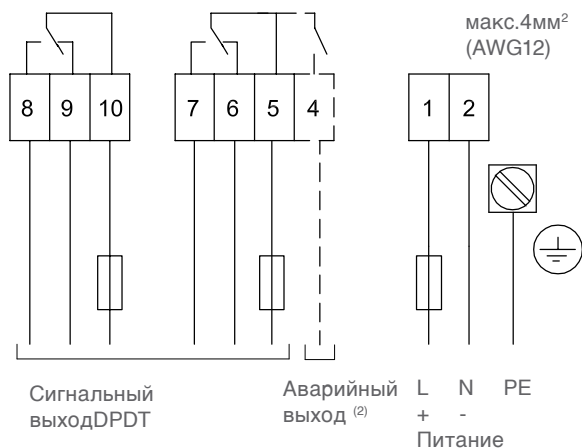 макс.4мм²
(AWG12)
8 9 10 7 6 5 4 1 2
Сигнальный
выходDPDT
Аварийный
выход (2)
L N PE
+ -
Питание